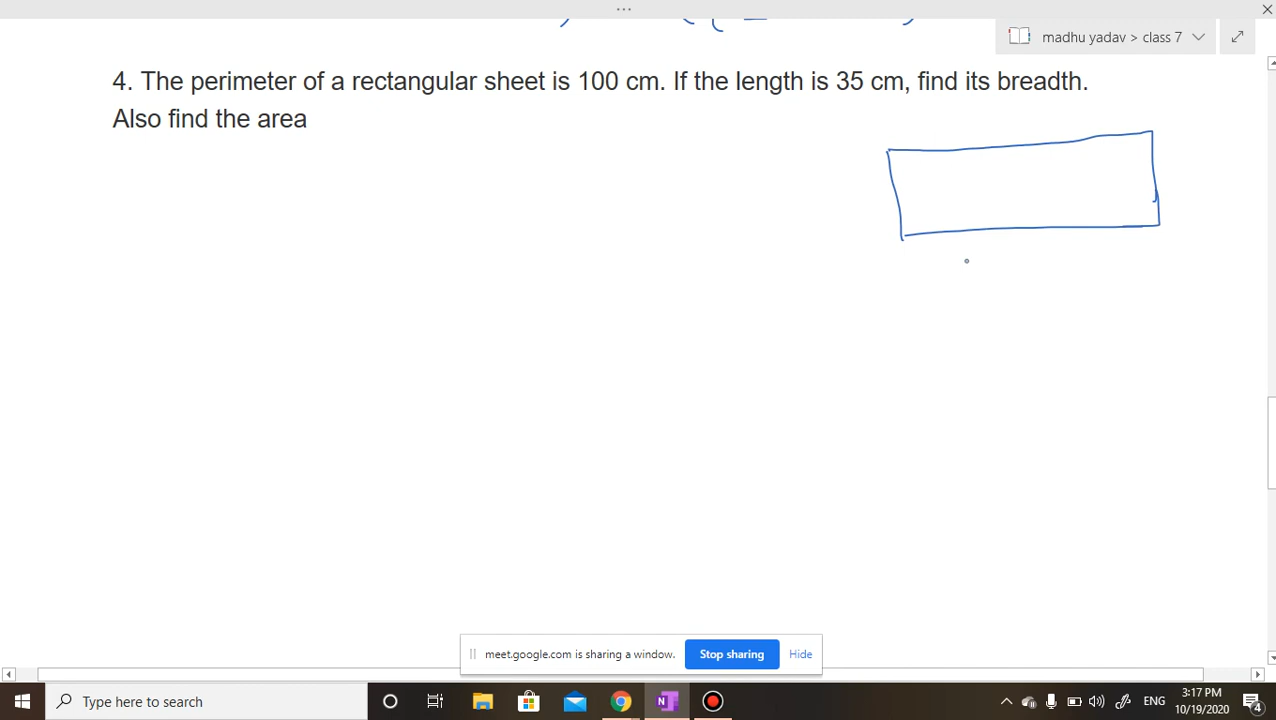 madhu yadav > class 7
4. The perimeter of a rectangular sheet is 100 cm. If the length is 35 cm, find its breadth.
Also find the area
meet.google.com is sharing a window.
Stop sharing
Hide
Type here to search
N
ENG
3:17 PM
10/19/2020
4